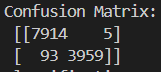 Confusion Matrix:
[[7914    5]
[  93 3959]]